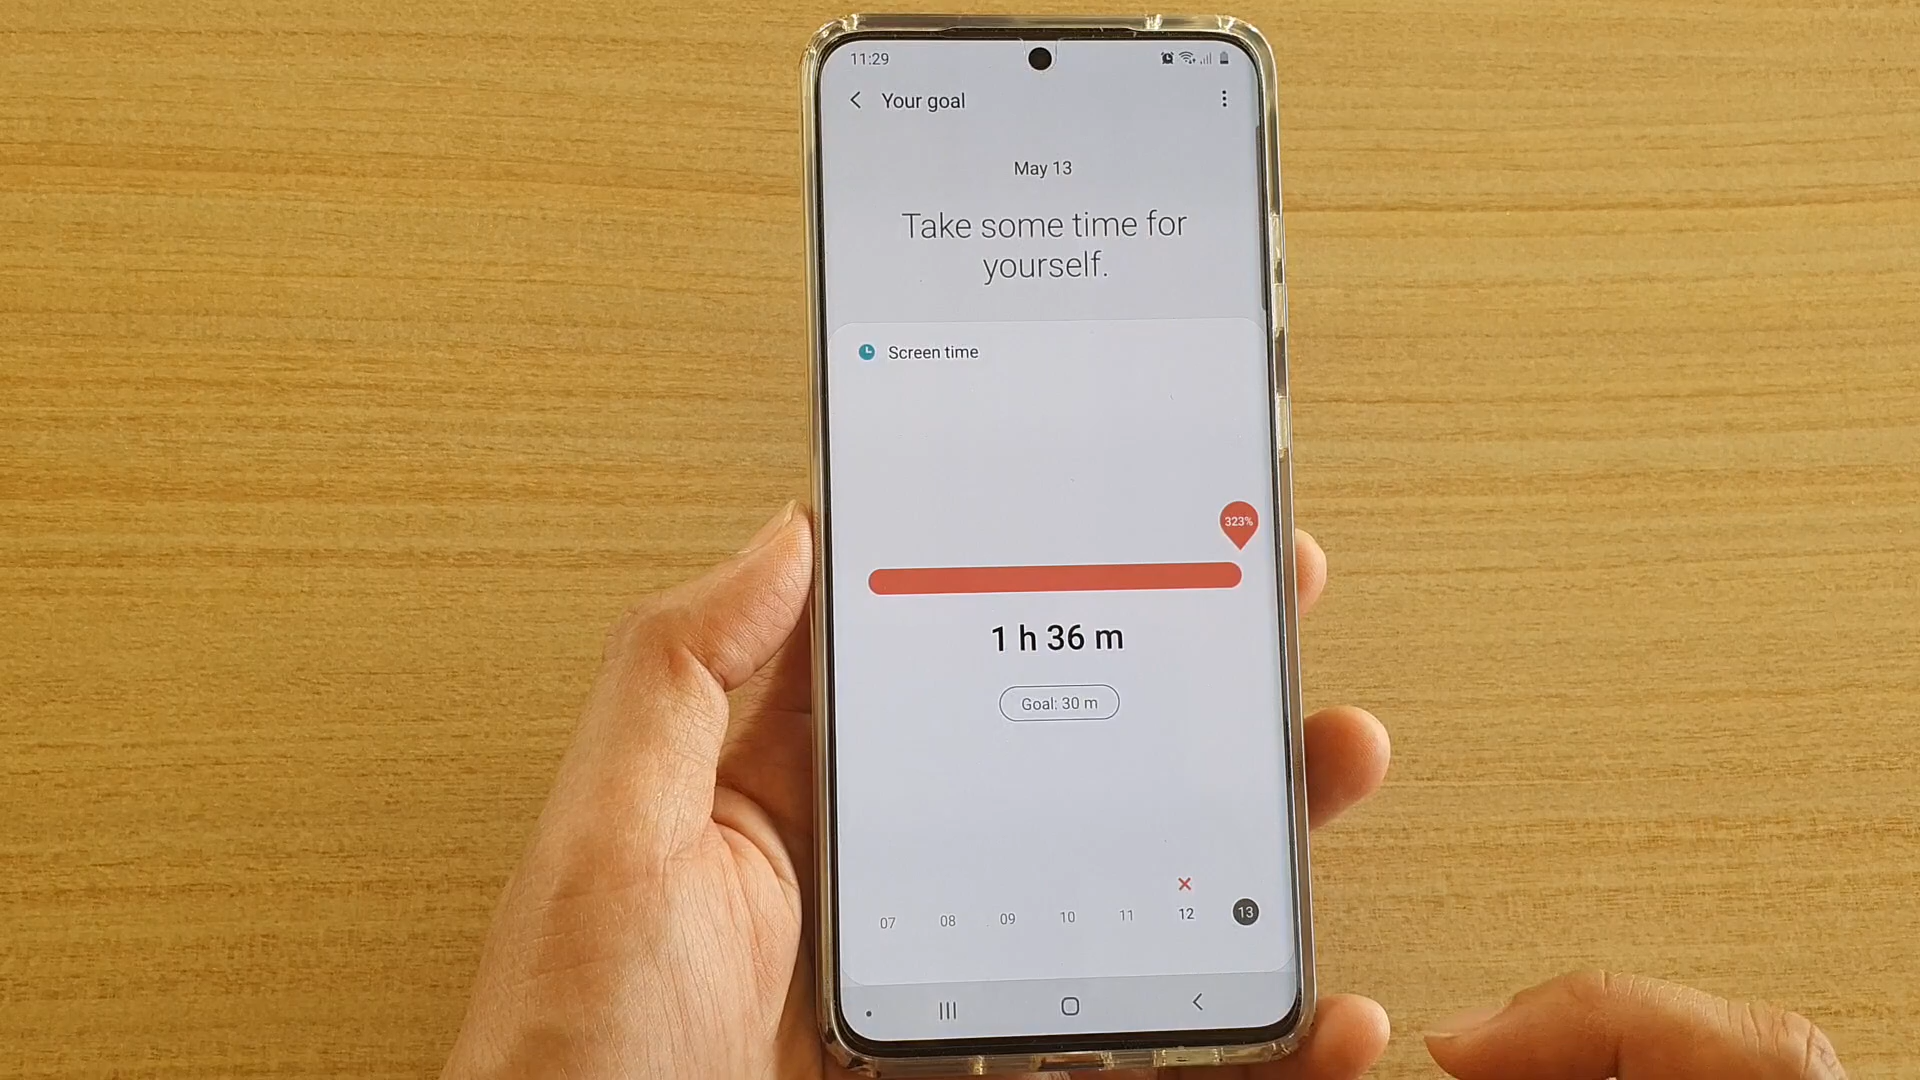 11:29
Your goal
May 13
Take some time for
yourself.
Screen time
323%
1 h 36 m
Goal: 30 m
07 08 09 10 11 12 13